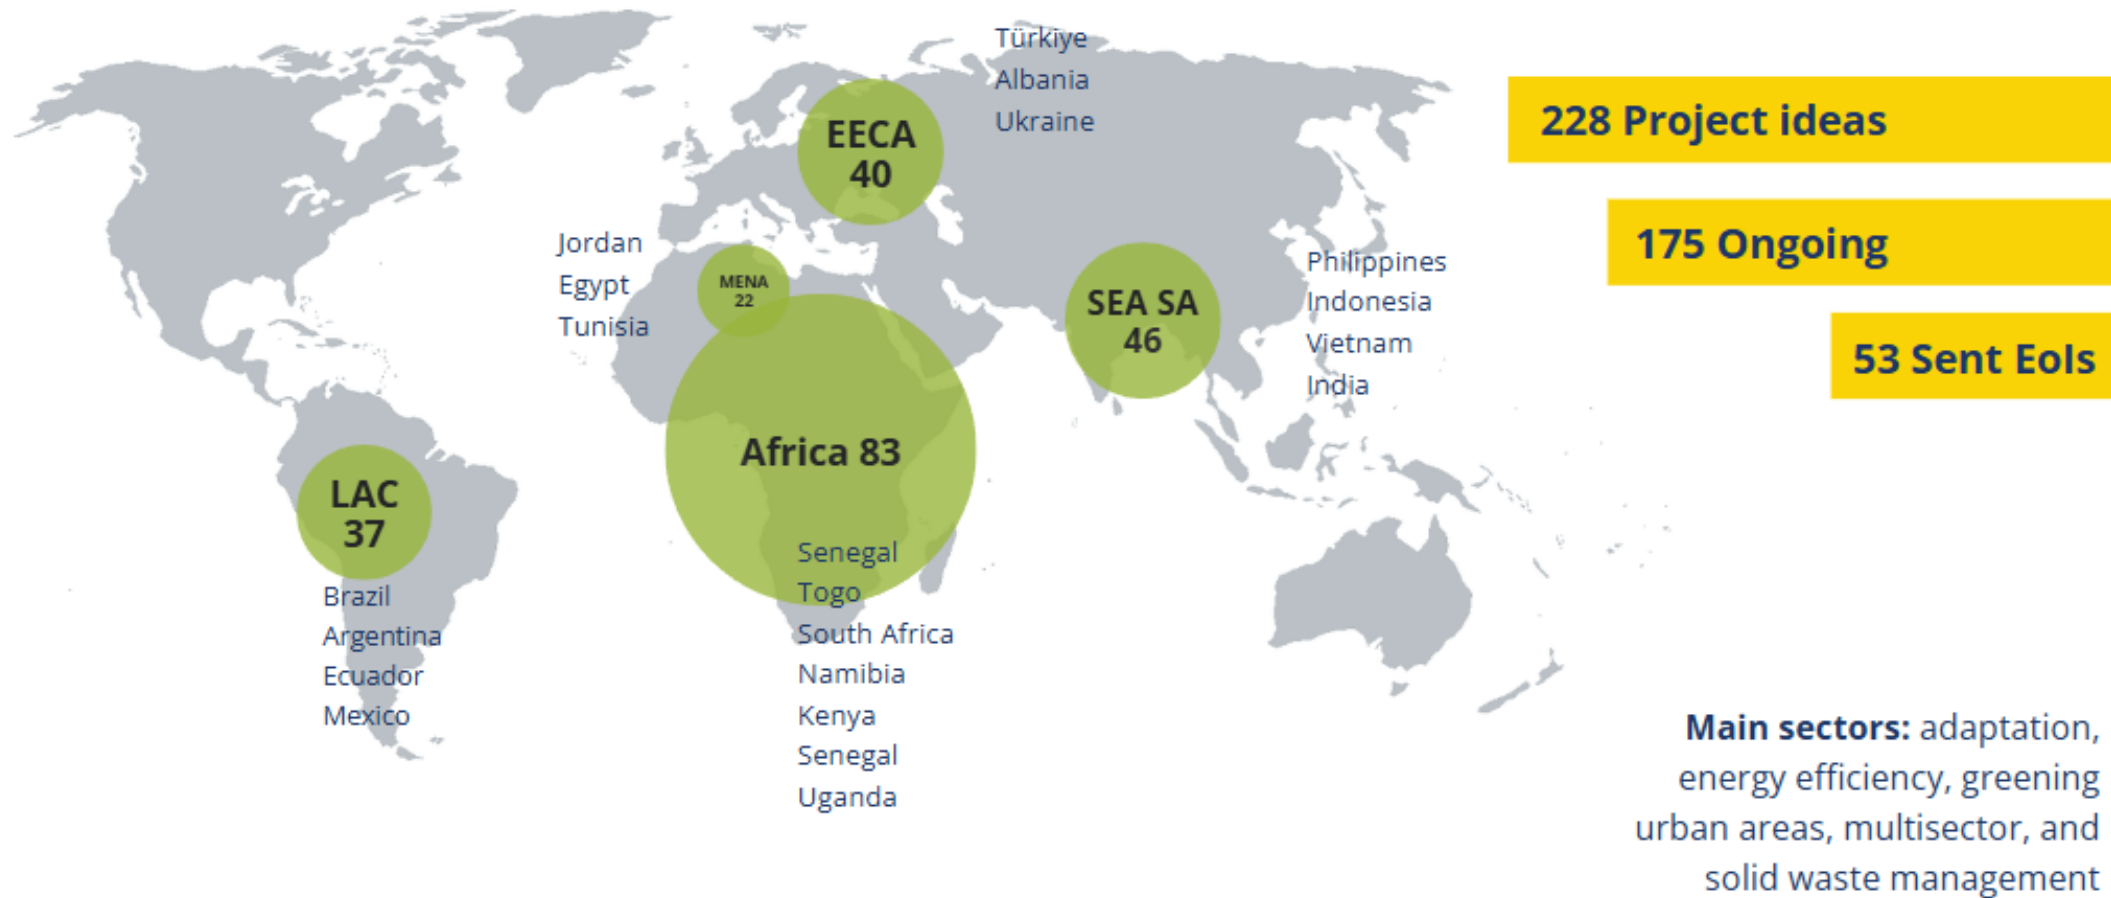 Türkiye
Albania
Ukraine
EECA
40
228 Project ideas
175 Ongoing
53 Sent EoIs
Jordan
Egypt
Tunisia
MENA
22
SEA SA
46
Philippines
Indonesia
Vietnam
India
Africa 83
LAC
37
Brazil
Argentina
Ecuador
Mexico
Senegal
Togo
South Africa
Namibia
Kenya
Senegal
Uganda
Main sectors: adaptation,
energy efficiency, greening
urban areas, multisector, and
solid waste management